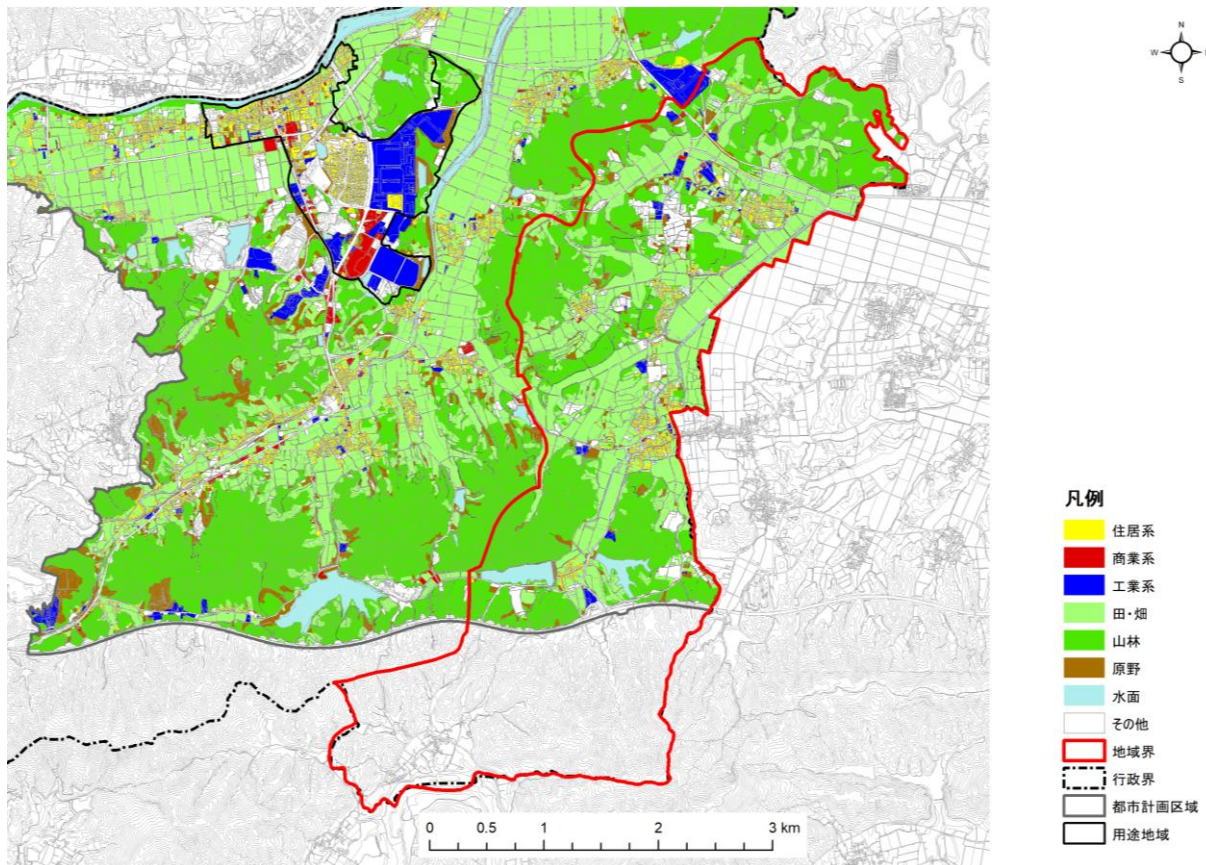 N
W
S
凡例
住居系
商業系
工業系
田・畑
山林
原野
水面
その他
地域界
行政界
都市計画区域
用途地域
0 0.5 1 2 3 km